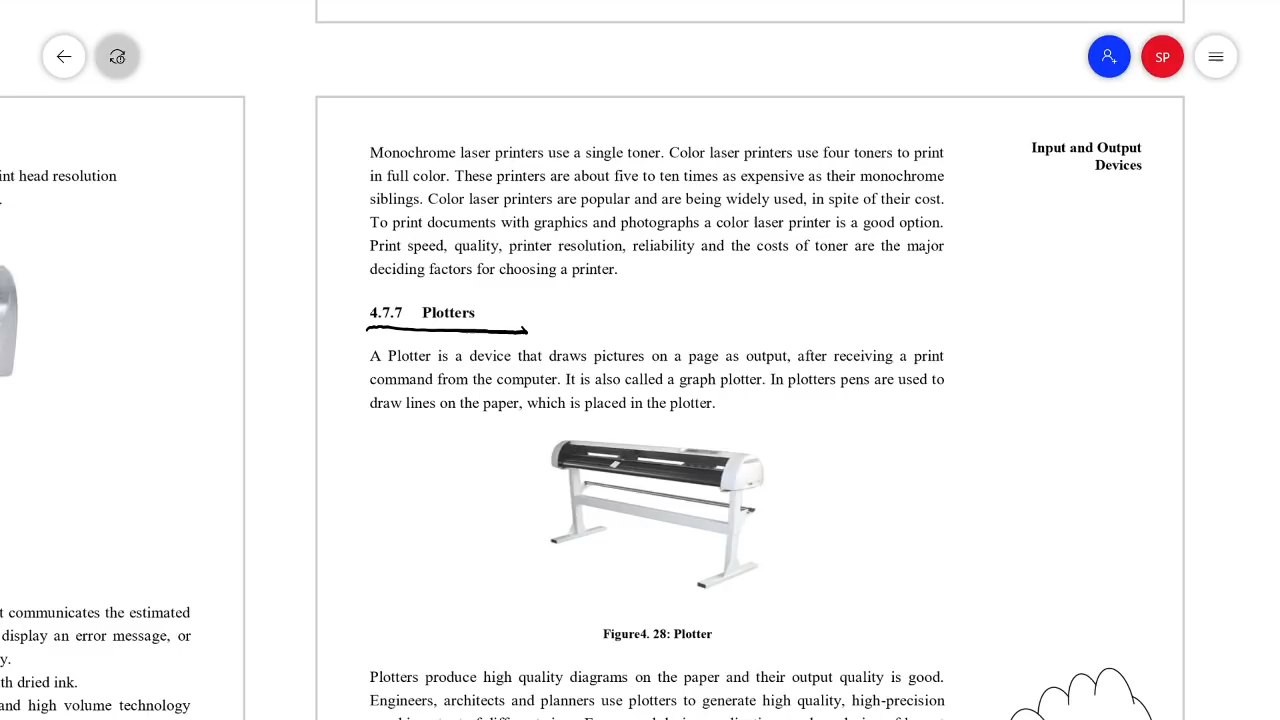 SP
int head resolution
t communicates the estimated
display an error message, or
y.
th dried ink.
and high volume technology
Input and Output
Devices
Monochrome laser printers use a single toner. Color laser printers use four toners to print
in full color. These printers are about five to ten times as expensive as their monochrome
siblings. Color laser printers are popular and are being widely used, in spite of their cost.
To print documents with graphics and photographs a color laser printer is a good option.
Print speed, quality, printer resolution, reliability and the costs of toner are the major
deciding factors for choosing a printer.
4.7.7 Plotters
A Plotter is a device that draws pictures on a page as output, after receiving a print
command from the computer. It is also called a graph plotter. In plotters pens are used to
draw lines on the paper, which is placed in the plotter.
Figure4. 28: Plotter
Plotters produce high quality diagrams on the paper and their output quality is good.
Engineers, architects and planners use plotters to generate high quality, high-precision